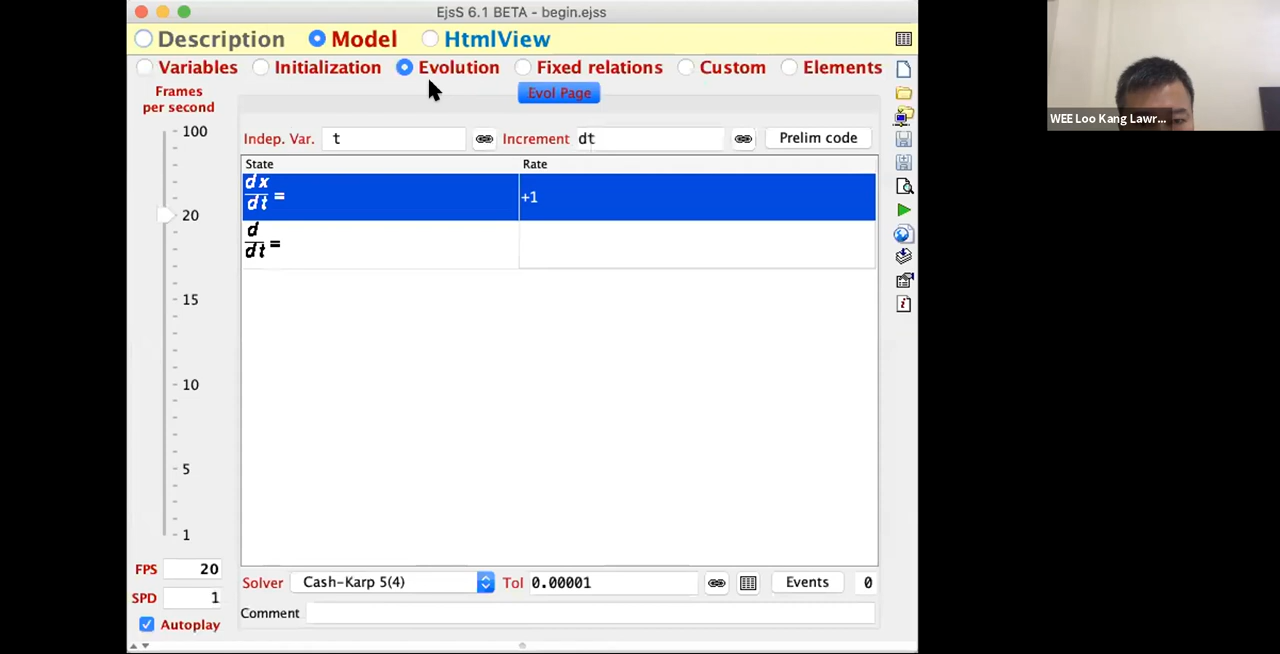 EjsS 6.1 BETA - begin.ejss
Description Model HtmlView
Variables Initialization Evolution Fixed relations Custom Elements
Frames
per second
Evol Page
100
20
15
10
5
1
Indep. Var. t Increment dt Prelim code
State Rate
dx
dt = +1
d
dt =
FPS 20
SPD 1
Autoplay
Solver Cash-Karp 5(4) Tol 0.00001 Events 0
Comment
WEE Loo Kang Lawr...